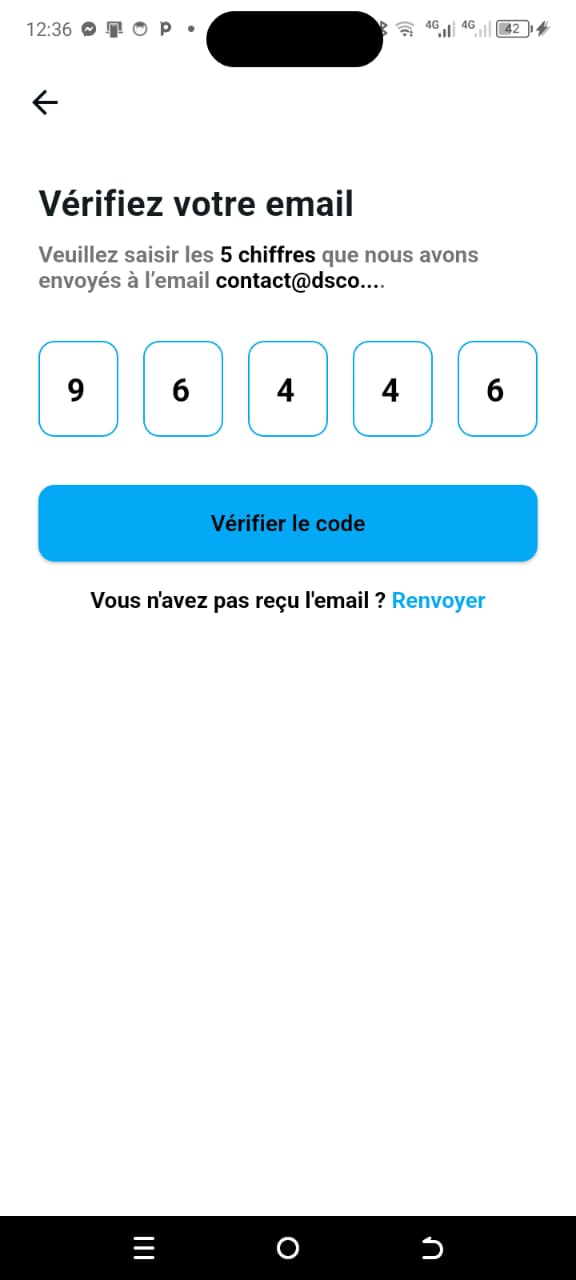 12:36
4G 4G 42
Vérifiez votre email
Veuillez saisir les 5 chiffres que nous avons
envoyés à l’email contact@dsco....
9 6 4 4 6
Vérifier le code
Vous n'avez pas reçu l'email ? Renvoyer